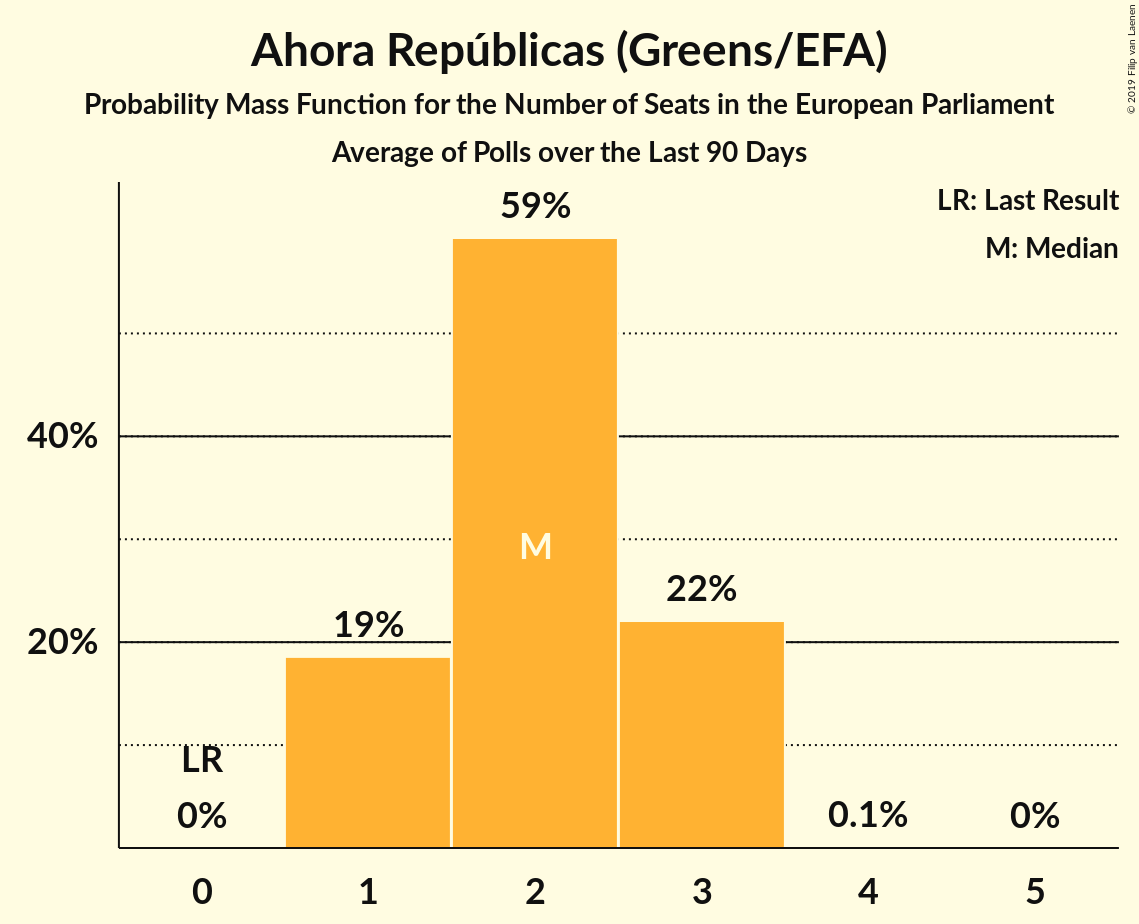 Ahora Repúblicas (Greens/EFA)
Probability Mass Function for the Number of Seats in the European Parliament
Average of Polls over the Last 90 Days
© 2019 Filip van Laenen
LR: Last Result
M: Median
59%
40%
M
22%
19%
20%
LR
0%
0.1%
0%
0 1 2 3 4 5